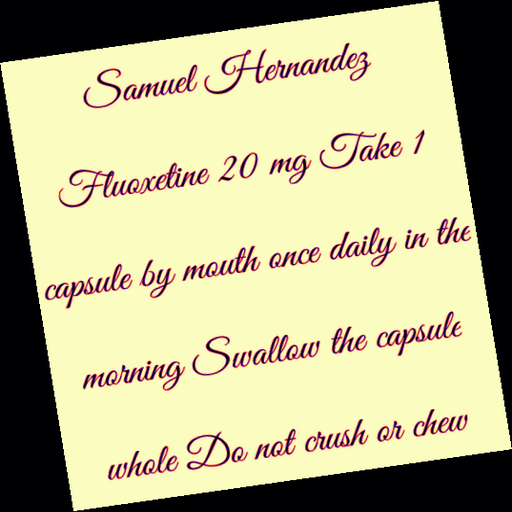 Samuel Hernandez
Fluoxetine 20 mg Take 1
capsule by mouth once daily in the
morning Swallow the capsule
whole Do not crush or chew